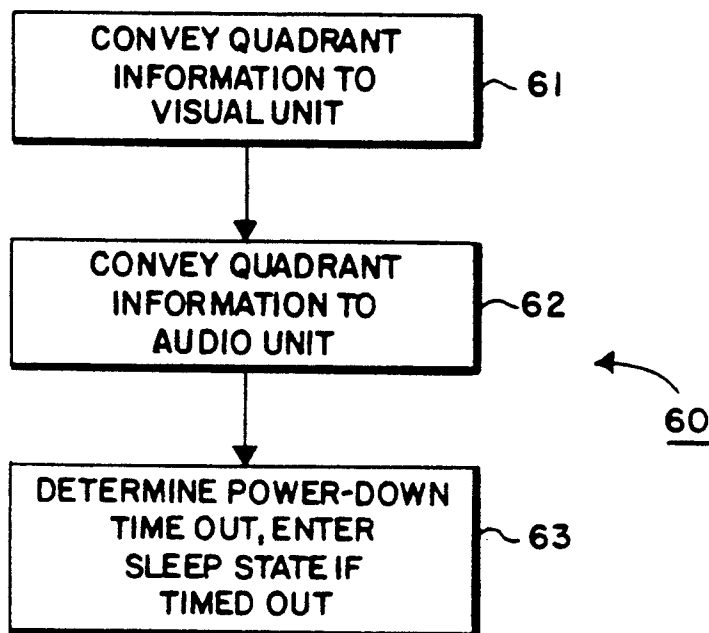 CONVEY QUADRANT
INFORMATION TO
VISUAL UNIT
61
CONVEY QUADRANT
INFORMATION TO
AUDIO UNIT
62
60
DETERMINE POWER-DOWN
TIME OUT, ENTER
SLEEP STATE IF
TIMED OUT
63